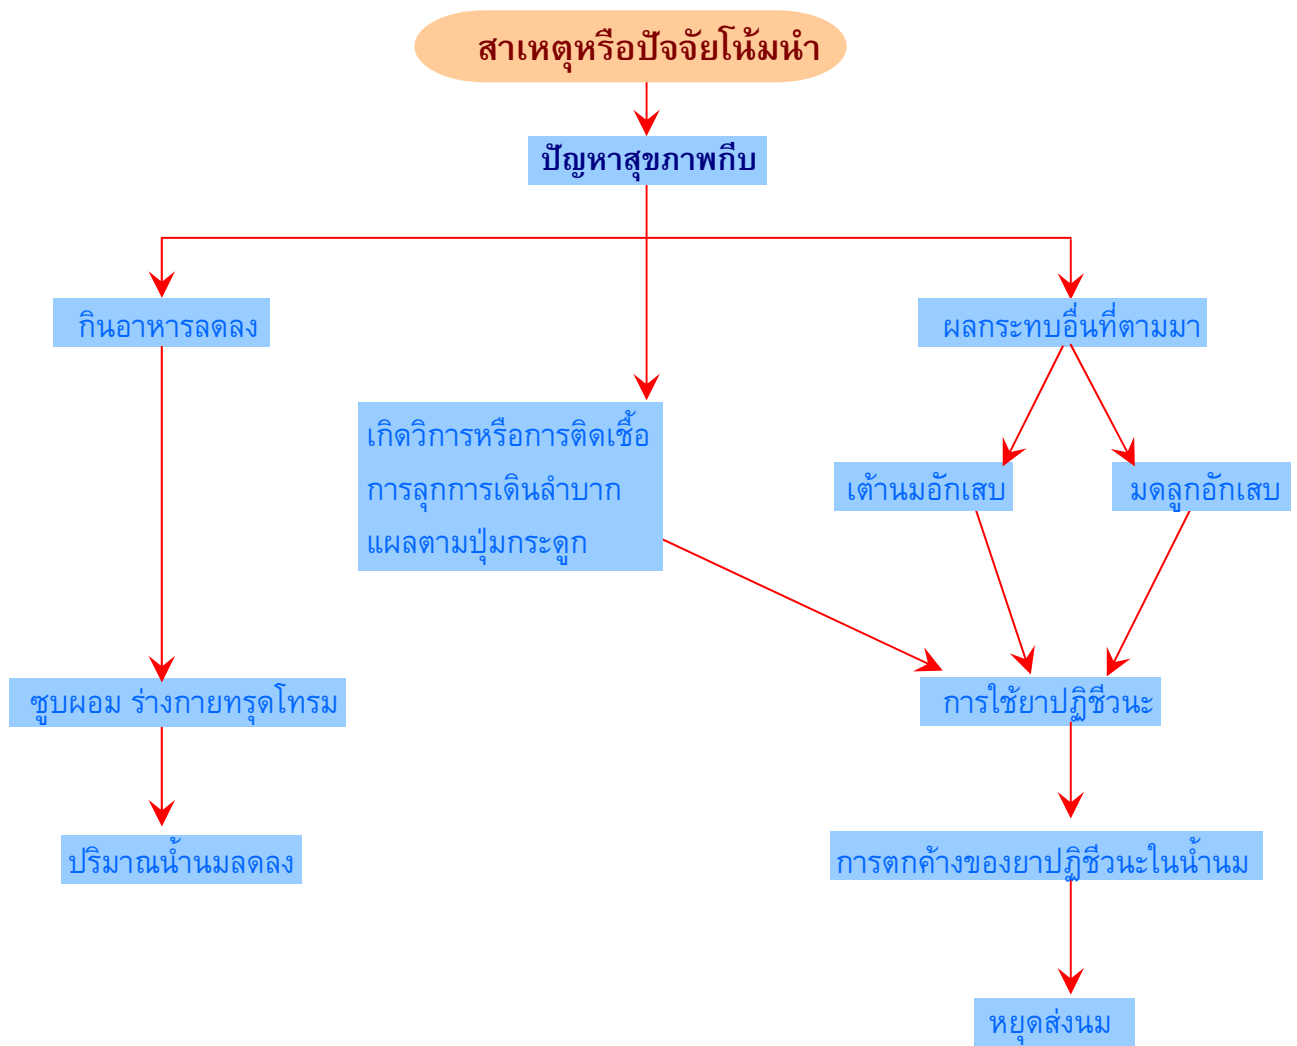 สาเหตุหรือปัจจัยโน้มนำ
ปัญหาสุขภาพกีบ
กินอาหารลดลง
ผลกระทบอื่นที่ตามมา
เกิดวิการหรือการติดเชื้อ
การลุกการเดินลำบาก
แผลตามปุ่มกระดูก
เต้านมอักเสบ
มดลูกอักเสบ
ซูบผอม ร่างกายทรุดโทรม
การใช้ยาปฏิชีวนะ
ปริมาณน้ำนมลดลง
การตกค้างของยาปฏิชีวนะในน้ำนม
หยุดส่งนม